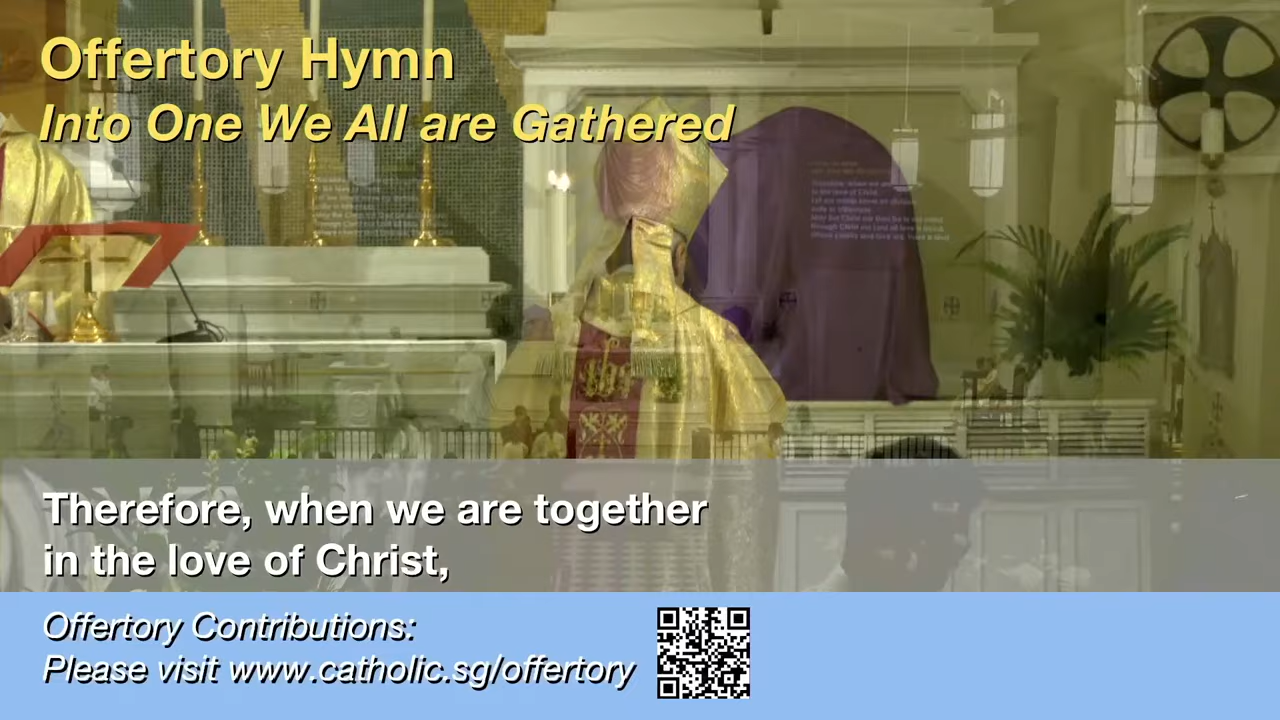 Offertory Hymn
Into One We All are Gathered
Therefore, when we are together
in the love of Christ,
Offertory Contributions:
Please visit www.catholic.sg/offertory
ihs